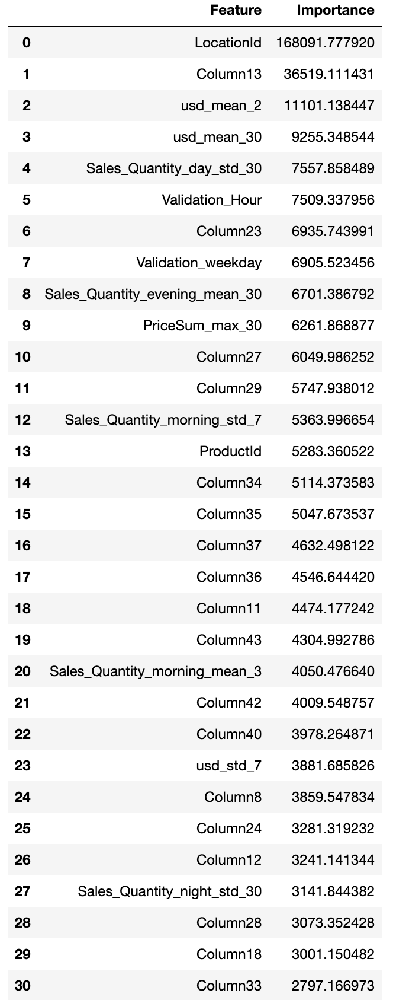 Feature Importance
0 LocationId 168091.777920
1 Column13 36519.111431
2 usd_mean_2 11101.138447
3 usd_mean_30 9255.348544
4 Sales_Quantity_day_std_30 7557.858489
5 Validation_Hour 7509.337956
6 Column23 6935.743991
7 Validation_weekday 6905.523456
8 Sales_Quantity_evening_mean_30 6701.386792
9 PriceSum_max_30 6261.868877
10 Column27 6049.986252
11 Column29 5747.938012
12 Sales_Quantity_morning_std_7 5363.996654
13 ProductId 5283.360522
14 Column34 5114.373583
15 Column35 5047.673537
16 Column37 4632.498122
17 Column36 4546.644420
18 Column11 4474.177242
19 Column43 4304.992786
20 Sales_Quantity_morning_mean_3 4050.476640
21 Column42 4009.548757
22 Column40 3978.264871
23 usd_std_7 3881.685826
24 Column8 3859.547834
25 Column24 3281.319232
26 Column12 3241.141344
27 Sales_Quantity_night_std_30 3141.844382
28 Column28 3073.352428
29 Column18 3001.150482
30 Column33 2797.166973